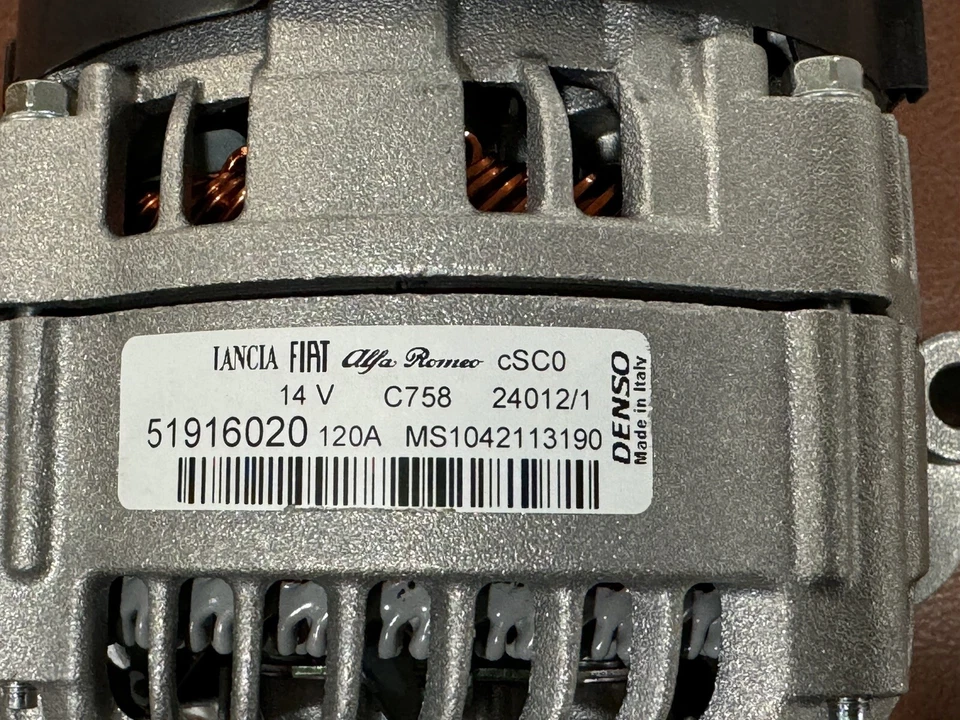 LANCIA FIAT Alfa Romeo cSC0
14 V C758 24012/1
51916020 120A MS1042113190
DENSO
Made in Italy